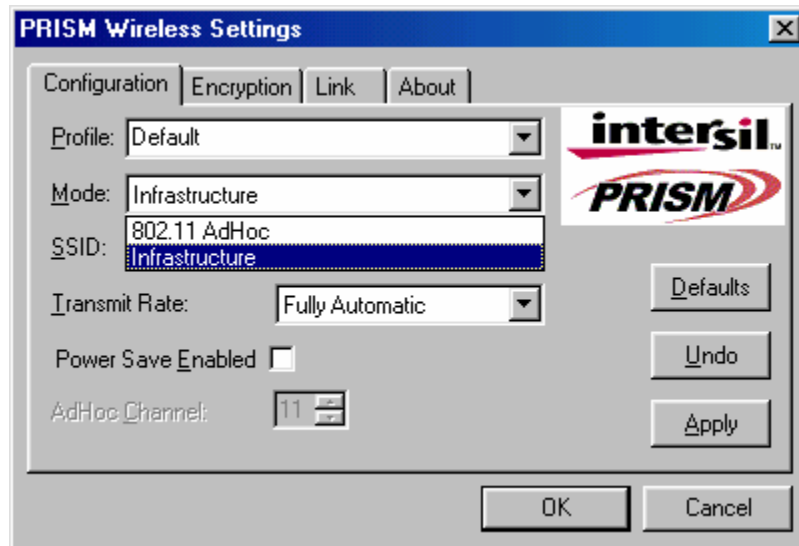 PRISM Wireless Settings
Configuration Encryption Link About
Profile: Default
intersil™
Mode: Infrastructure
PRISM
802.11 AdHoc
SSID: Infrastructure
Defaults
Transmit Rate: Fully Automatic
Power Save Enabled
Undo
AdHoc Channel: 11
Apply
OK Cancel